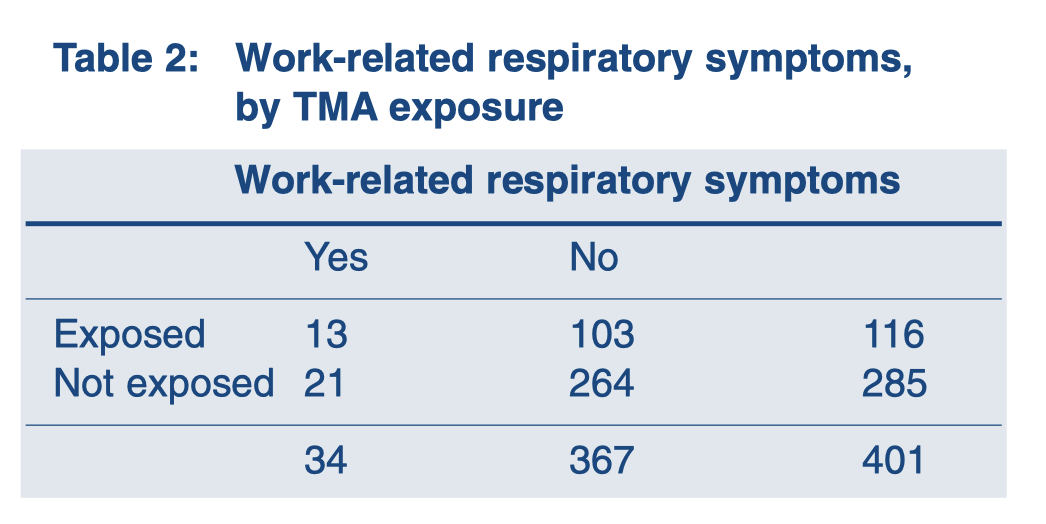 Table 2: Work-related respiratory symptoms,
by TMA exposure
Work-related respiratory symptoms
Yes No
Exposed 13 103 116
Not exposed 21 264 285
34 367 401